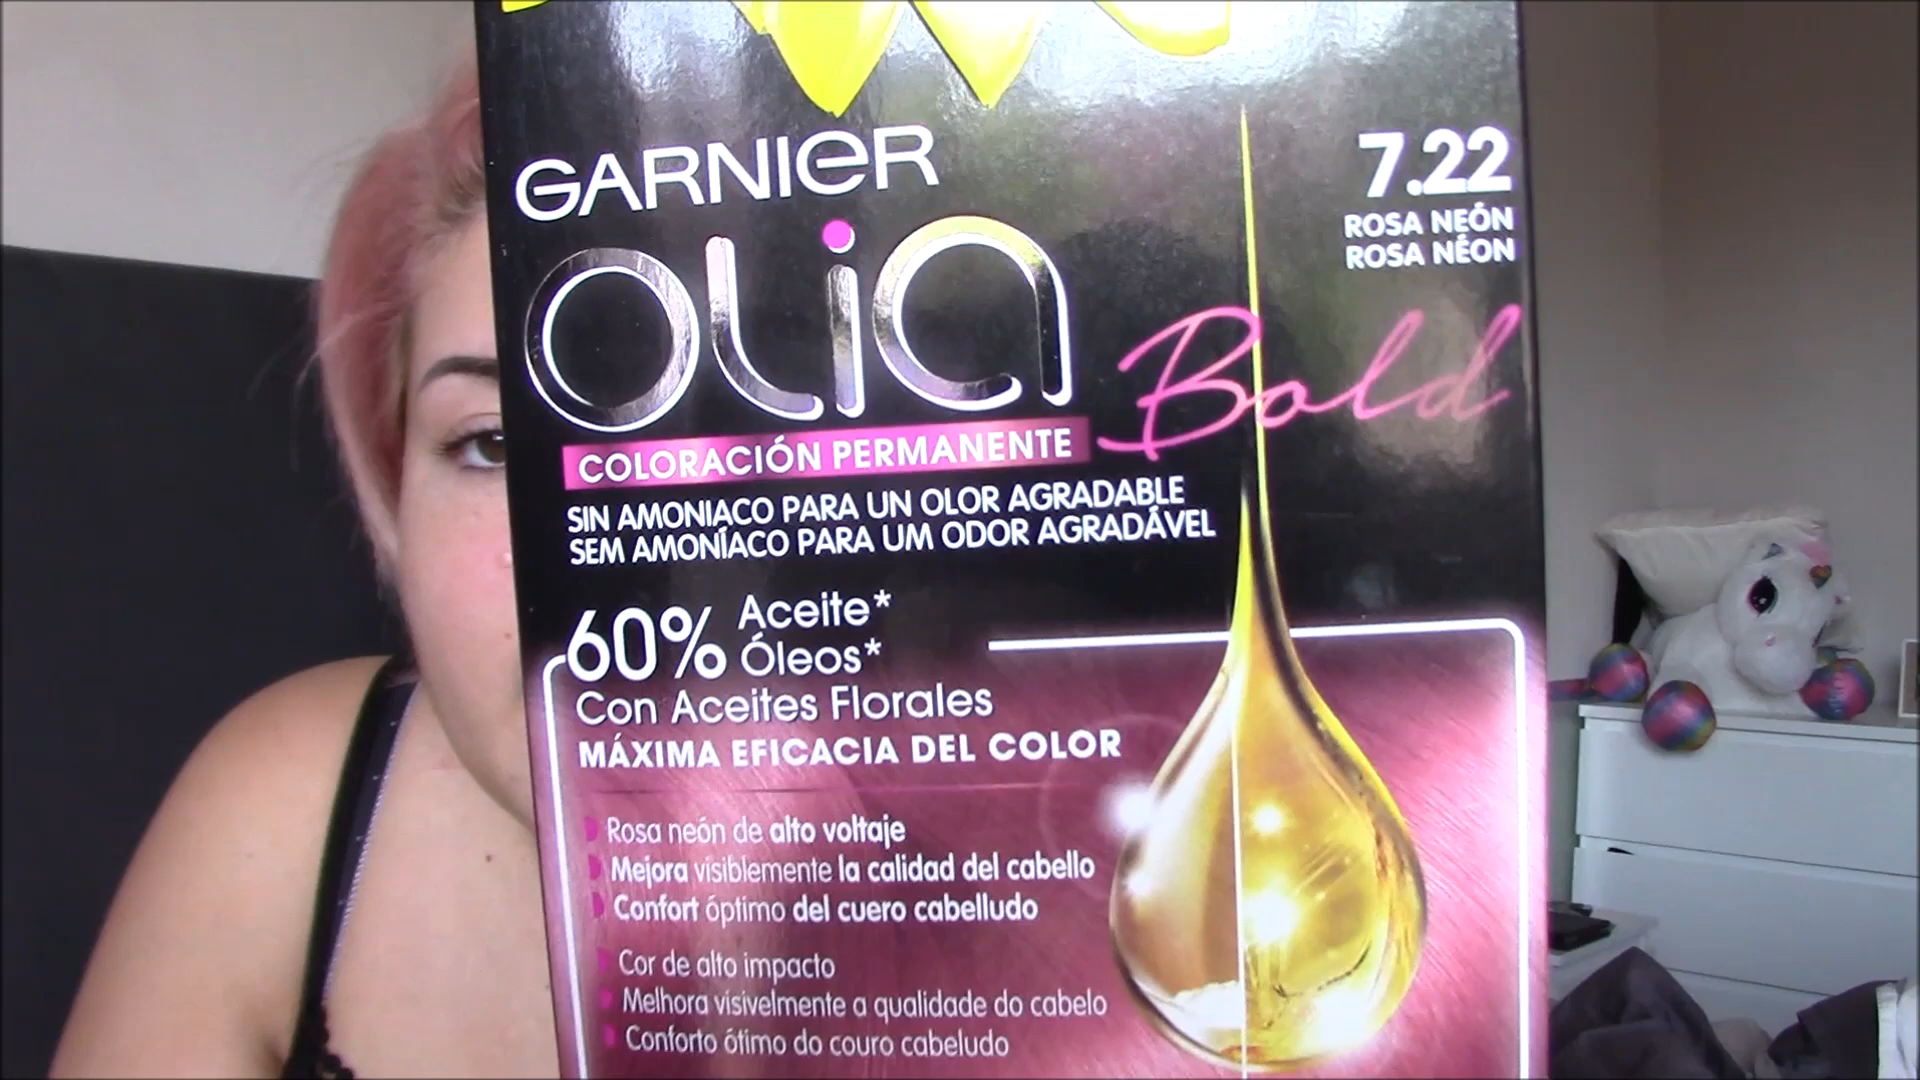 GARNIER
7.22
ROSA NEÓN
ROSA NÉON
OLIA
Bold
COLORACIÓN PERMANENTE
SIN AMONIACO PARA UN OLOR AGRADABLE
SEM AMONÍACO PARA UM ODOR AGRADÁVEL
60% Aceite*
Óleos*
Con Aceites Florales
MÁXIMA EFICACIA DEL COLOR
Rosa neón de alto voltaje
Mejora visiblemente la calidad del cabello
Confort óptimo del cuero cabelludo
Cor de alto impacto
Melhora visivelmente a qualidade do cabelo
Conforto ótimo do couro cabeludo